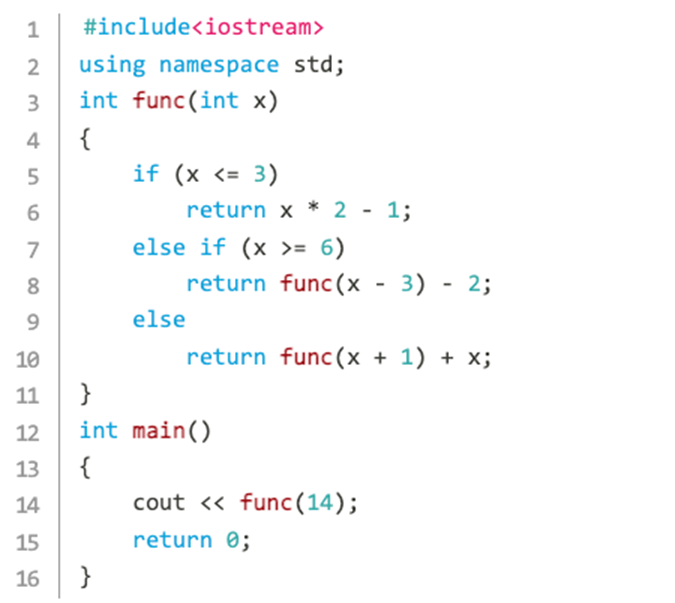 1 #include<iostream>
2 using namespace std;
3 int func(int x)
4 {
5     if (x <= 3)
6         return x * 2 - 1;
7     else if (x >= 6)
8         return func(x - 3) - 2;
9     else
10         return func(x + 1) + x;
11 }
12 int main()
13 {
14     cout << func(14);
15     return 0;
16 }